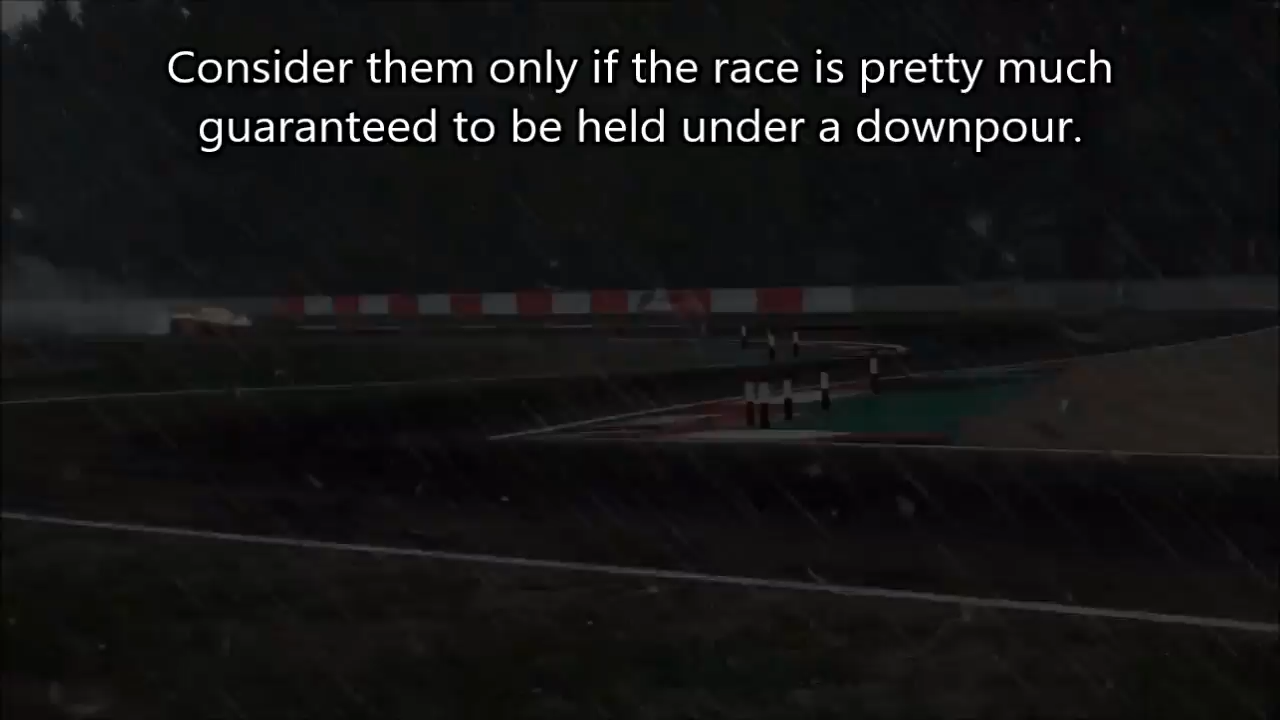 Consider them only if the race is pretty much
guaranteed to be held under a downpour.